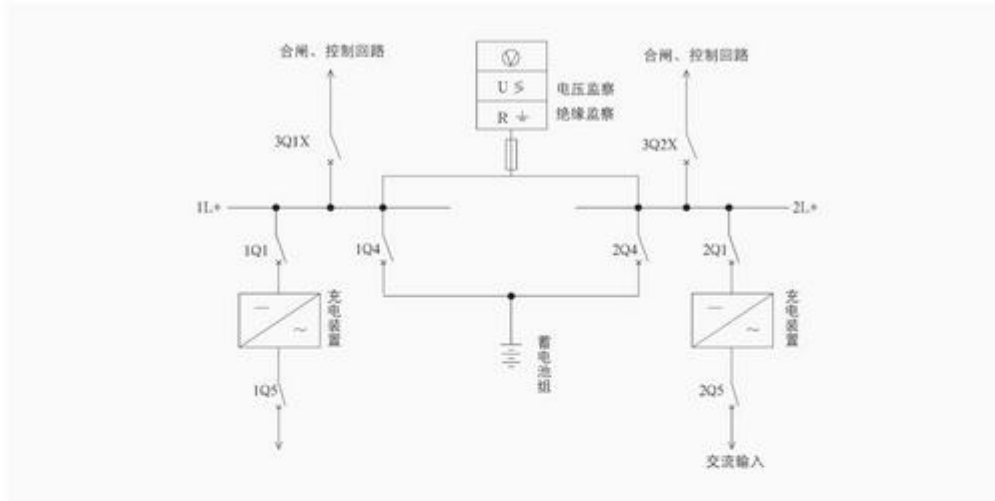 合闸、控制回路
合闸、控制回路
V
U ≶
R ⏚
电压监察
绝缘监察
3Q1X
3Q2X
1L+
2L+
1Q1
1Q4
2Q4
2Q1
充电装置
充电装置
蓄电池组
1Q5
2Q5
交流输入